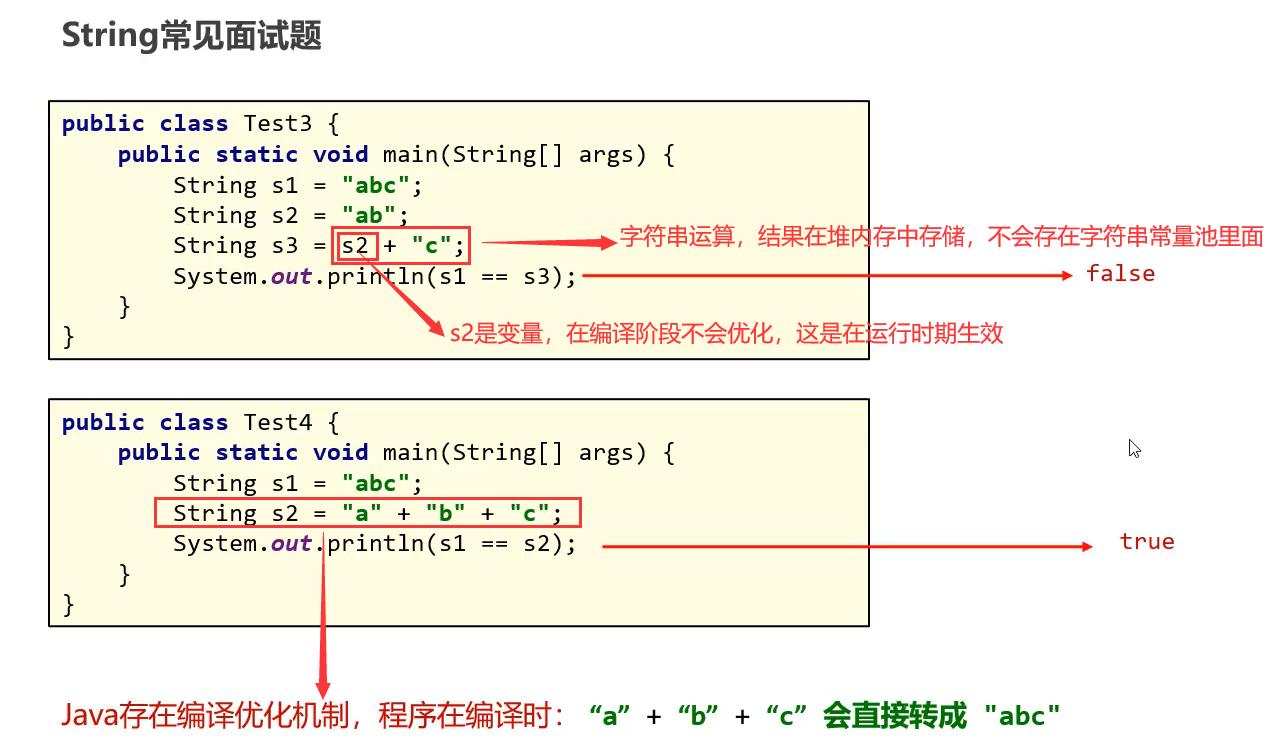 String常见面试题
public class Test3 {
public static void main(String[] args) {
String s1 = "abc";
String s2 = "ab";
String s3 = s2 + "c";
字符串运算，结果在堆内存中存储，不会存在字符串常量池里面
System.out.println(s1 == s3);
false
}
s2是变量，在编译阶段不会优化，这是在运行时期生效
}
public class Test4 {
public static void main(String[] args) {
String s1 = "abc";
String s2 = "a" + "b" + "c";
System.out.println(s1 == s2);
true
}
}
Java存在编译优化机制，程序在编译时： “a” + “b” + “c” 会直接转成 "abc"